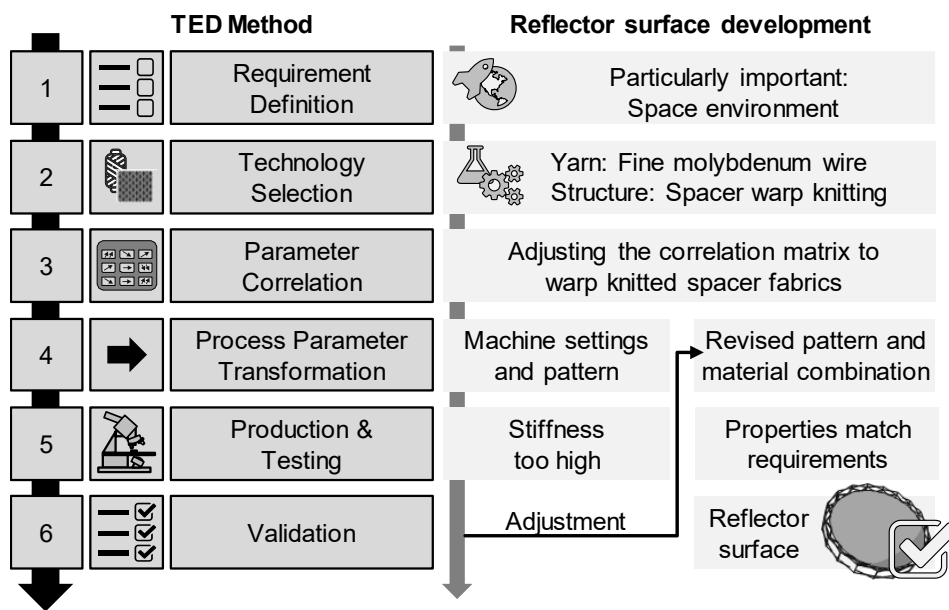 TED Method
Reflector surface development
1
Requirement
Definition
Particularly important:
Space environment
2
Technology
Selection
Yarn: Fine molybdenum wire
Structure: Spacer warp knitting
3
Parameter
Correlation
Adjusting the correlation matrix to
warp knitted spacer fabrics
4
Process Parameter
Transformation
Machine settings
and pattern
Revised pattern and
material combination
5
Production &
Testing
Stiffness
too high
Properties match
requirements
6
Validation
Adjustment
Reflector
surface